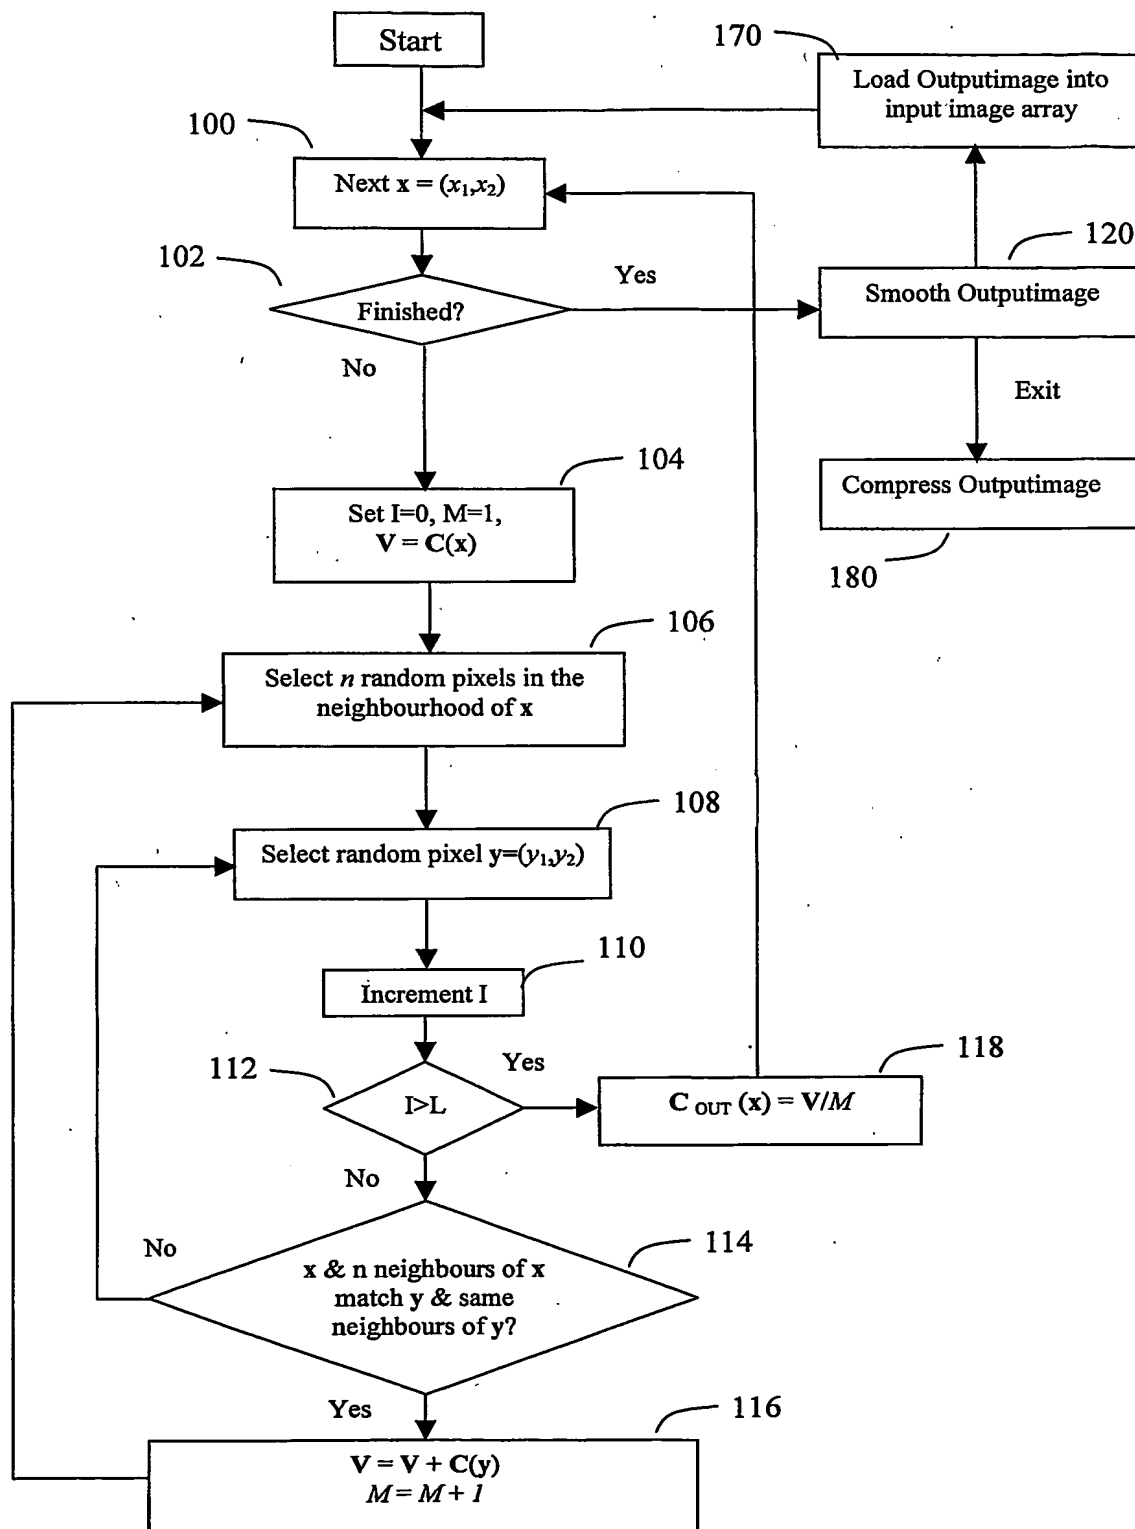 Start
170
Load Outputimage into
input image array
100
Next x = (x1,x2)
102
Finished?
Yes
No
120
Smooth Outputimage
Exit
Compress Outputimage
180
104
Set I=0, M=1,
V = C(x)
106
Select n random pixels in the
neighbourhood of x
108
Select random pixel y=(y1,y2)
110
Increment I
112
I>L
Yes
No
118
C OUT (x) = V/M
114
x & n neighbours of x
match y & same
neighbours of y?
No
Yes
116
V = V + C(y)
M = M + 1